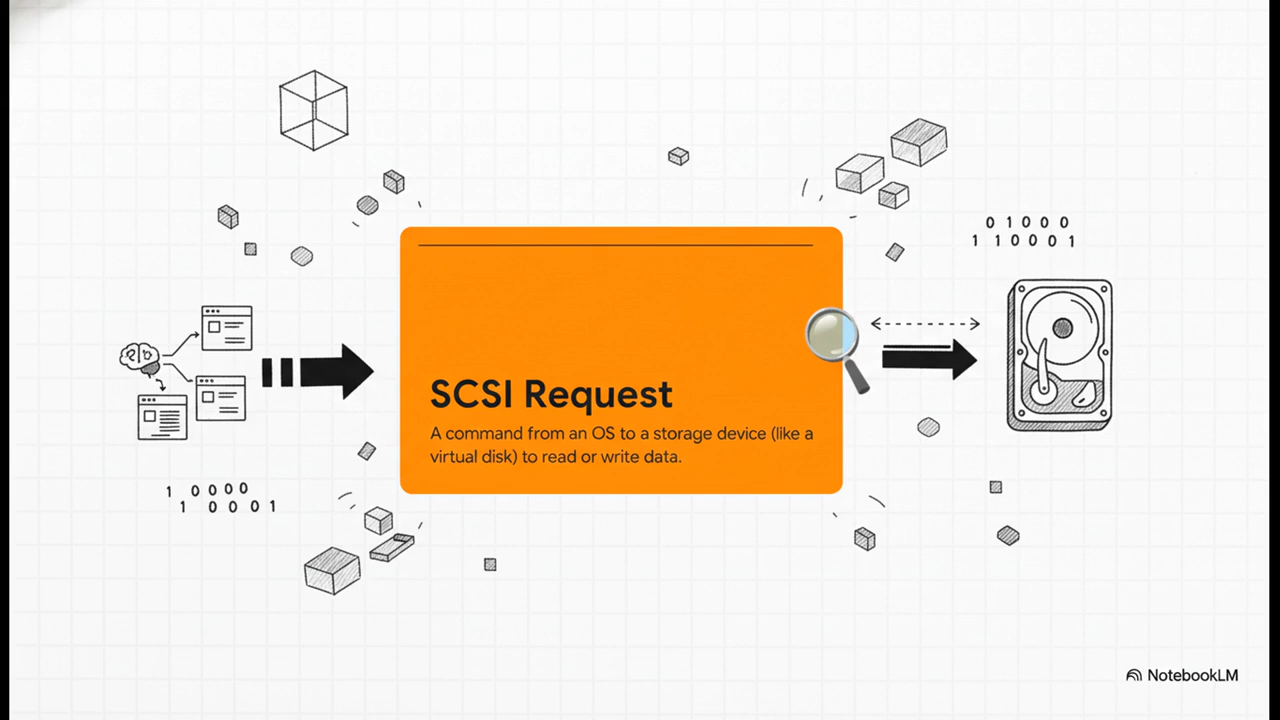 0 1 0 0 0
1 1 0 0 0 1
SCSI Request
A command from an OS to a storage device (like a
virtual disk) to read or write data.
1 0 0 0 0
1 0 0 0 1
NotebookLM